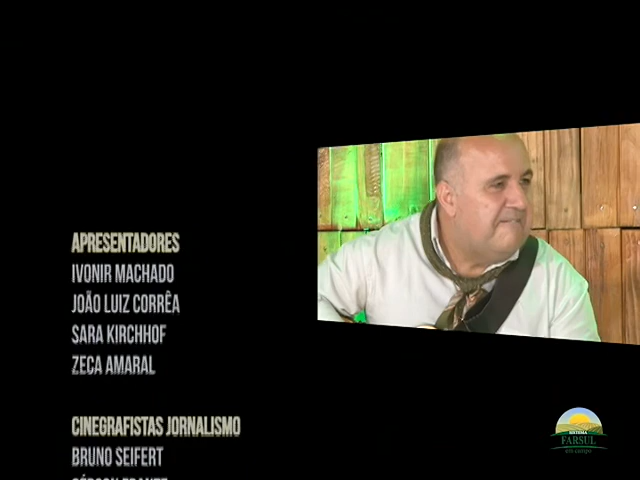 APRESENTADORES
IVONIR MACHADO
JOÃO LUIZ CORRÊA
SARA KIRCHHOF
ZECA AMARAL
CINEGRAFISTAS JORNALISMO
BRUNO SEIFERT
SISTEMA
FARSUL